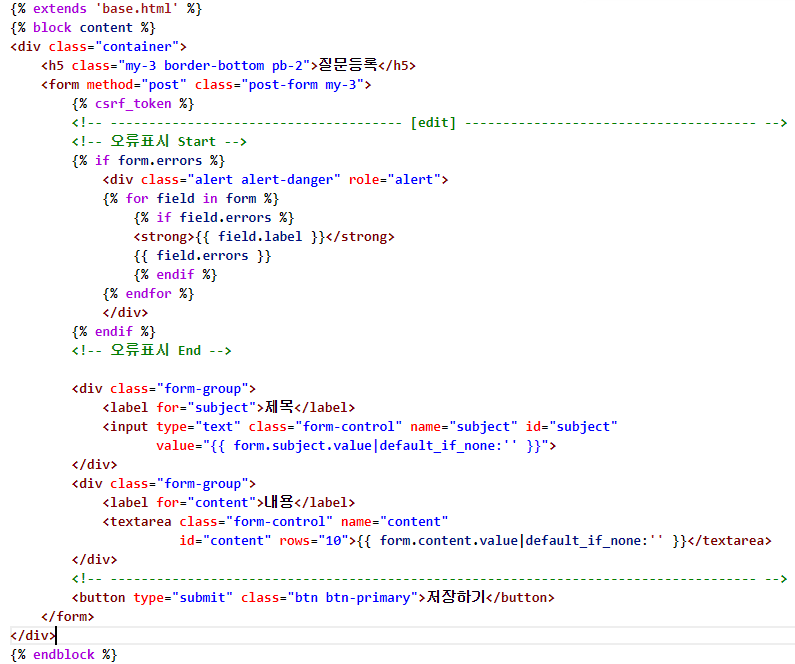 {% extends 'base.html' %}
{% block content %}
<div class="container">
    <h5 class="my-3 border-bottom pb-2">질문등록</h5>
    <form method="post" class="post-form my-3">
        {% csrf_token %}
        <!-- -------------------------------------- [edit] -------------------------------------- -->
        <!-- 오류표시 Start -->
        {% if form.errors %}
            <div class="alert alert-danger" role="alert">
            {% for field in form %}
                {% if field.errors %}
                <strong>{{ field.label }}</strong>
                {{ field.errors }}
                {% endif %}
            {% endfor %}
            </div>
        {% endif %}
        <!-- 오류표시 End -->

        <div class="form-group">
            <label for="subject">제목</label>
            <input type="text" class="form-control" name="subject" id="subject"
                   value="{{ form.subject.value|default_if_none:'' }}">
        </div>
        <div class="form-group">
            <label for="content">내용</label>
            <textarea class="form-control" name="content"
                      id="content" rows="10">{{ form.content.value|default_if_none:'' }}</textarea>
        </div>
        <!-- ------------------------------------------------------------------------------------ -->
        <button type="submit" class="btn btn-primary">저장하기</button>
    </form>
</div>
{% endblock %}